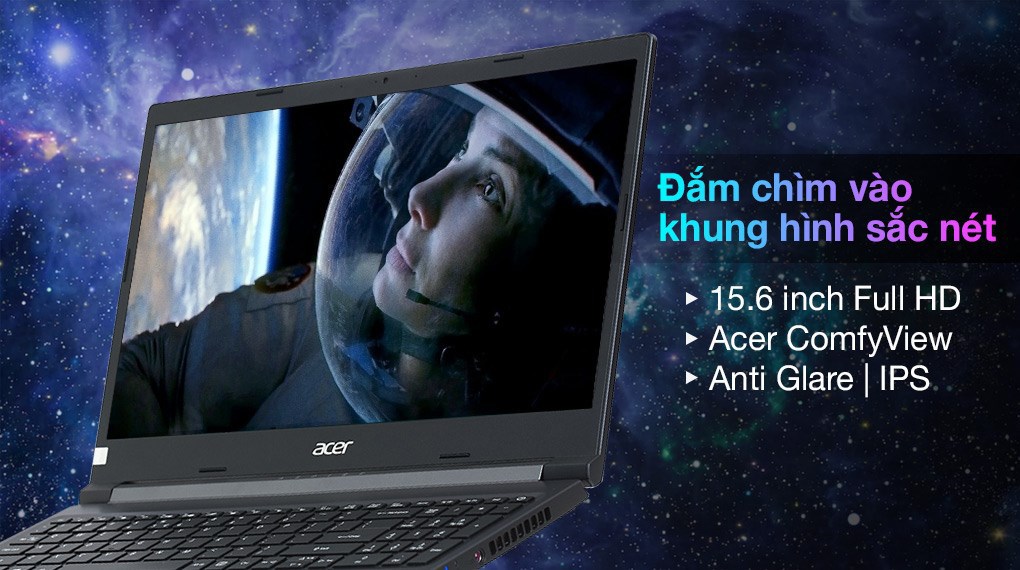 Đắm chìm vào
khung hình sắc nét
▸ 15.6 inch Full HD
▸ Acer ComfyView
▸ Anti Glare | IPS
acer